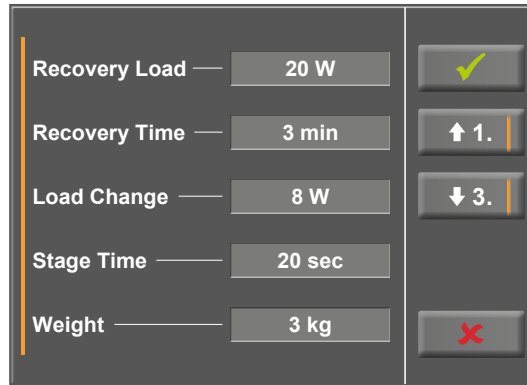 Recovery Load 20 W
Recovery Time 3 min
1.
Load Change 8 W
3.
Stage Time 20 sec
Weight 3 kg